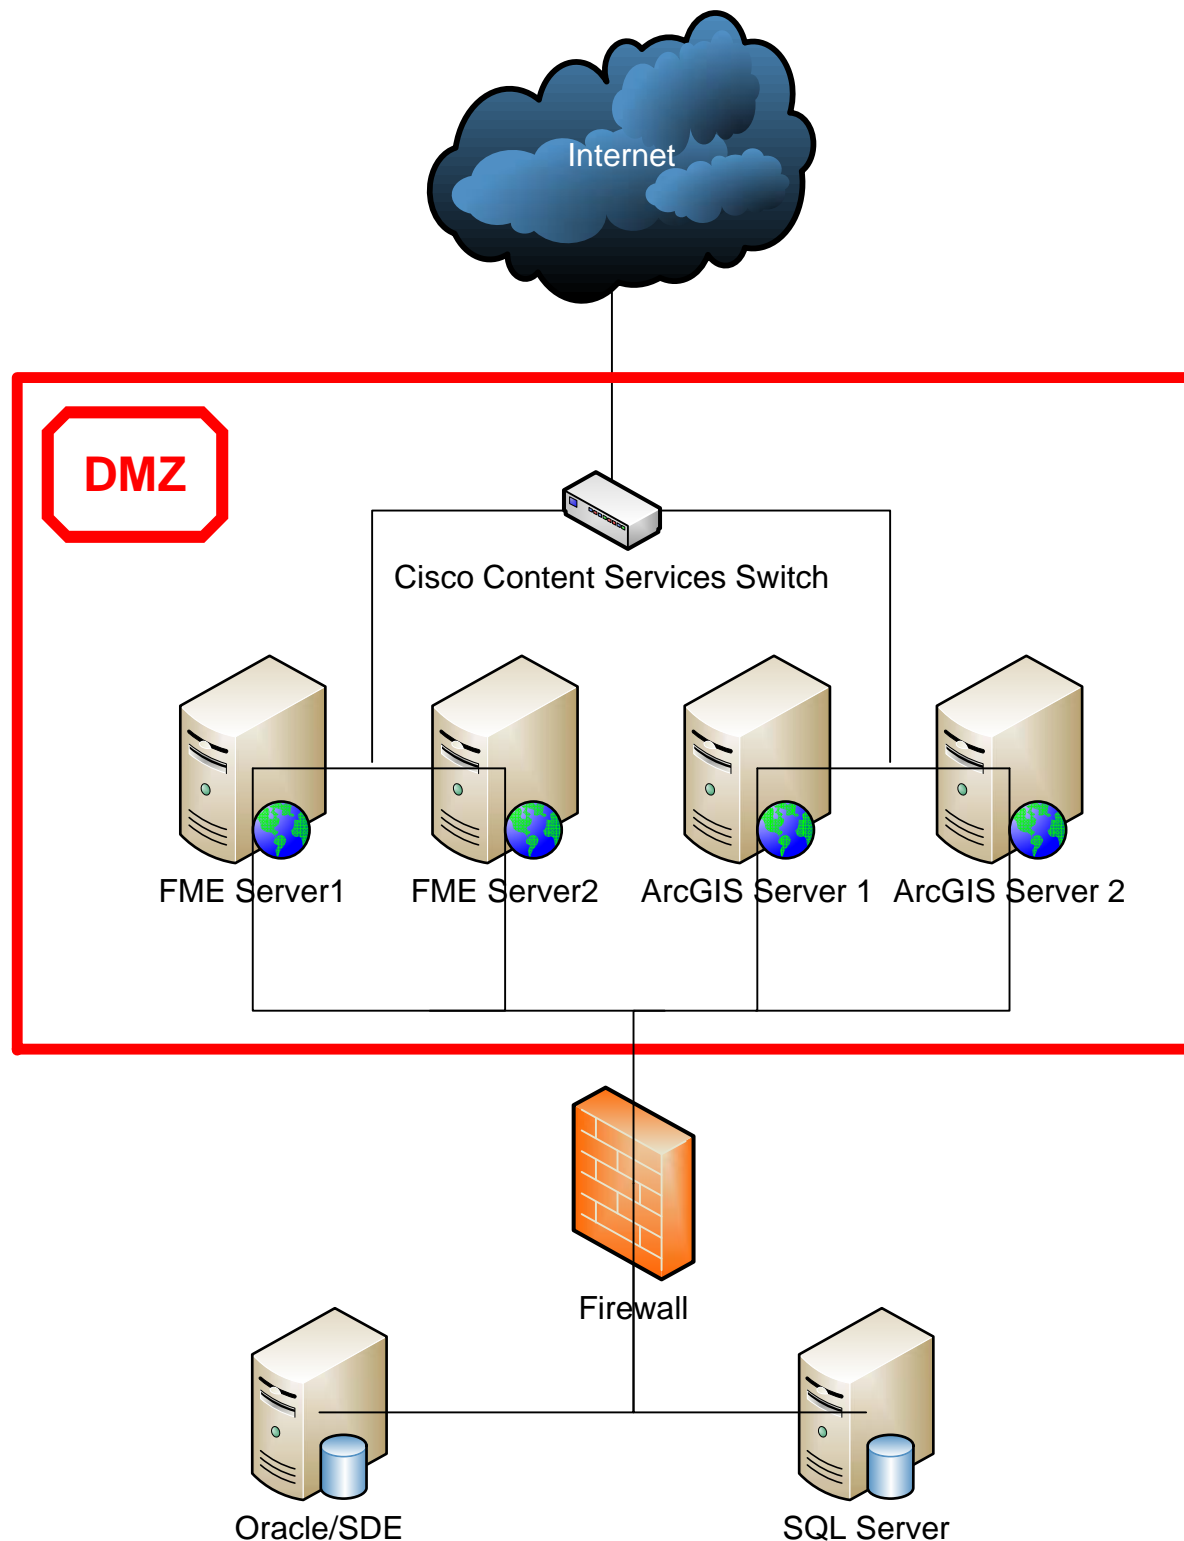 Internet
DMZ
Cisco Content Services Switch
FME Server1
FME Server2
ArcGIS Server 1
ArcGIS Server 2
Firewall
Oracle/SDE
SQL Server